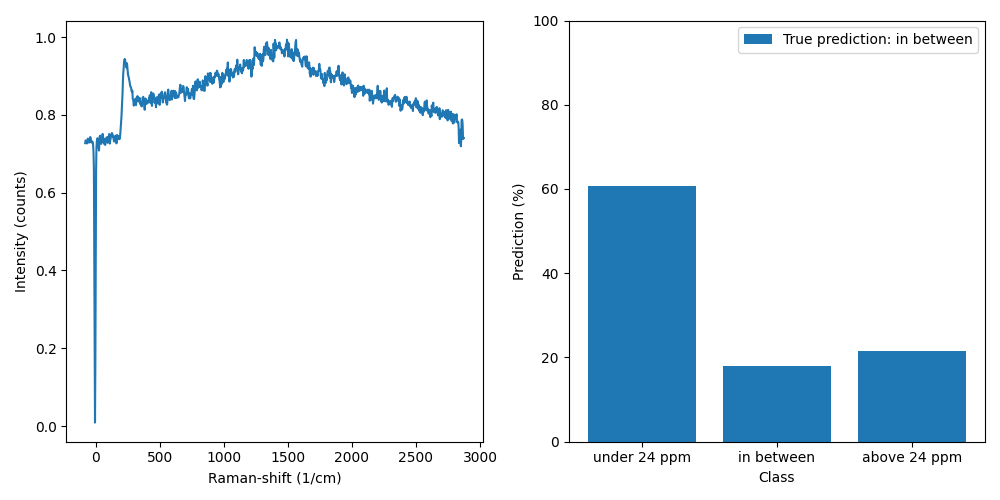 1.0
0.8
0.6
0.4
0.2
0.0
Intensity (counts)
0 500 1000 1500 2000 2500 3000
Raman-shift (1/cm)
100
80
60
40
20
0
Prediction (%)
True prediction: in between
under 24 ppm in between above 24 ppm
Class